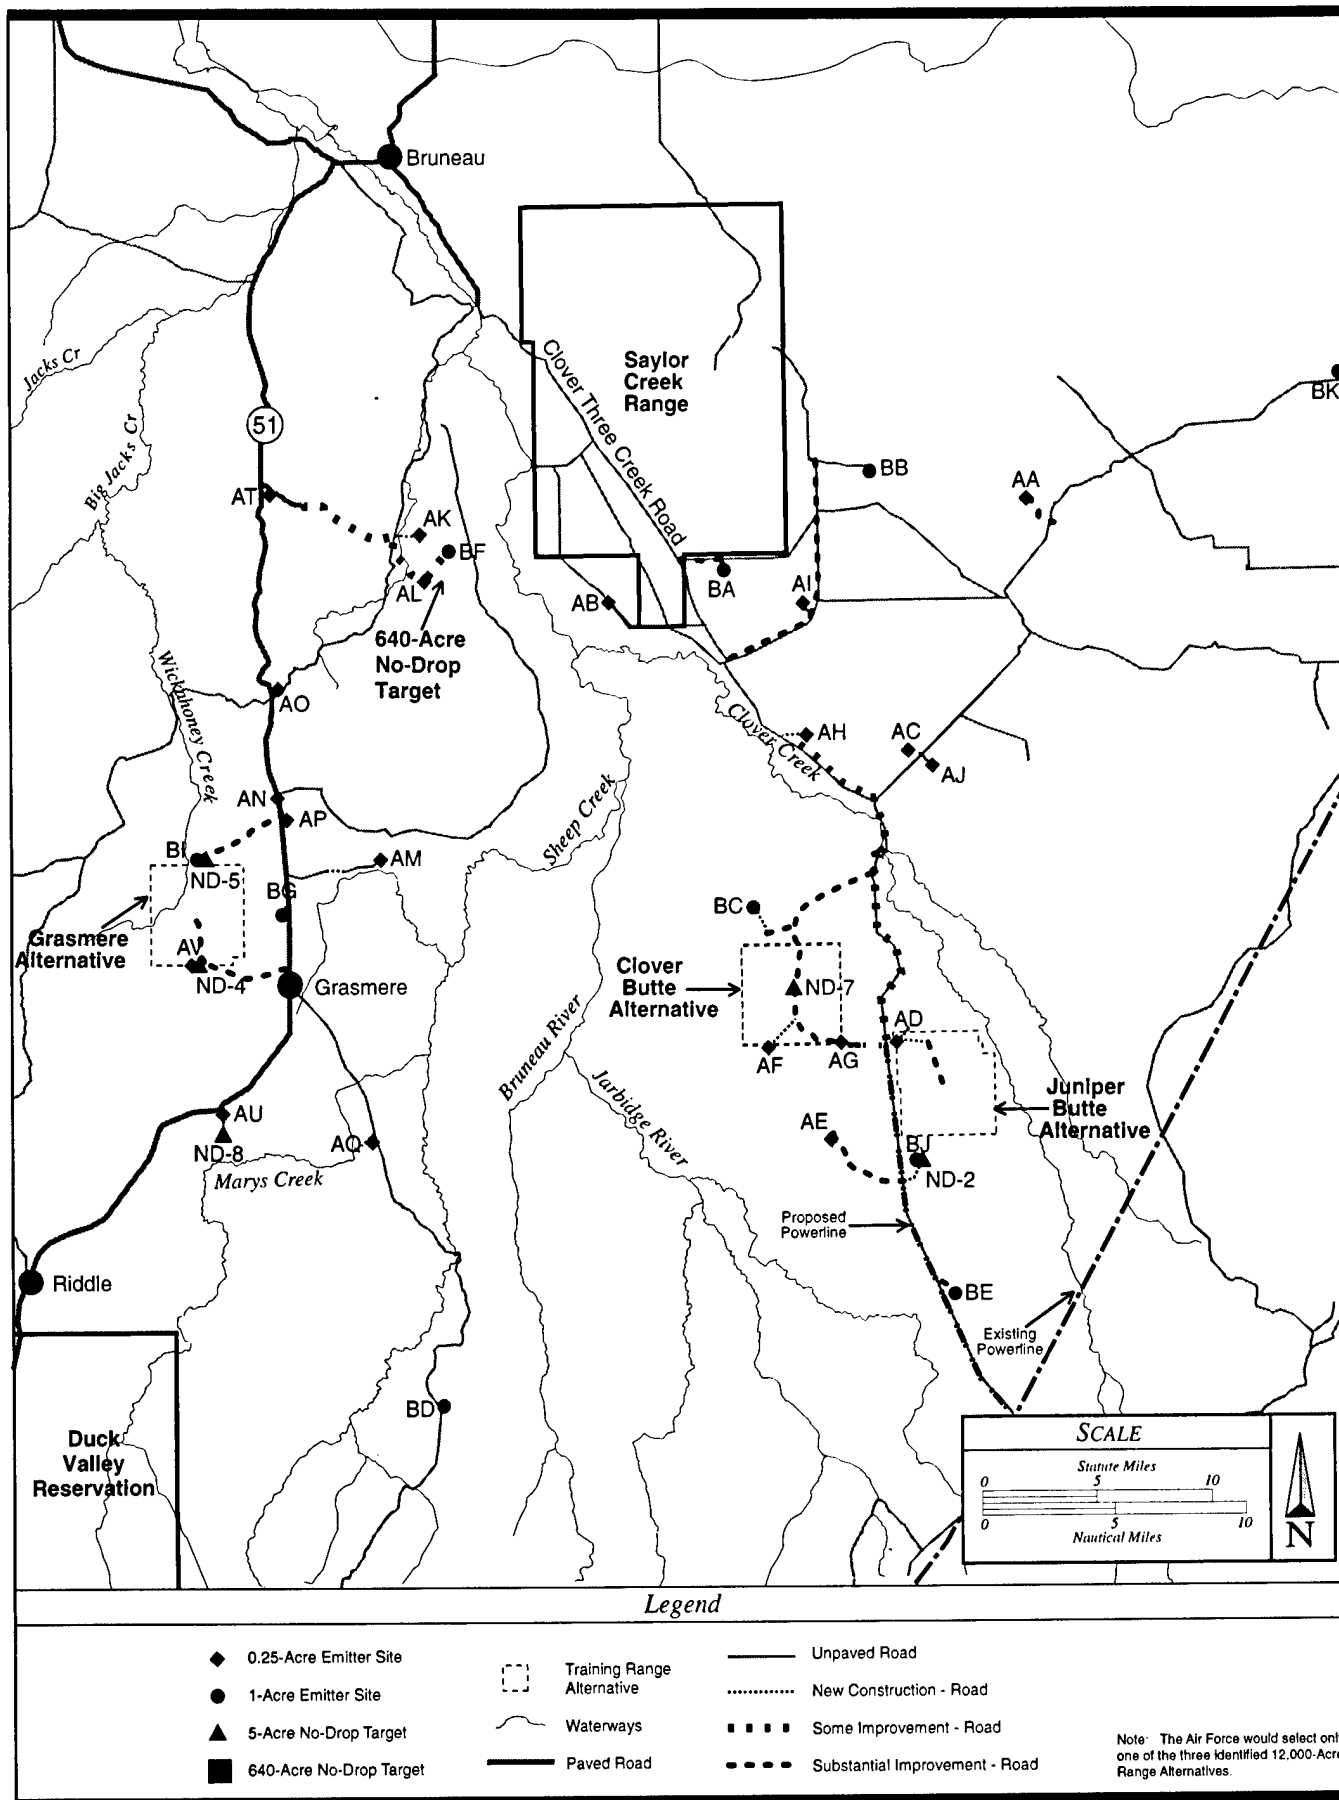 Bruneau
Jacks Cr
Big Jacks Cr
51
Clover Three Creek Road
Saylor
Creek
Range
BK
BB
AA
AT
AK
BF
AL
640-Acre
No-Drop
Target
AB
BA
AI
Wickahoney Creek
AO
Clover Creek
AH
AC
AJ
AN
AP
Sheep Creek
BI
ND-5
AM
BG
BC
Grasmere
Alternative
AV
ND-4
Grasmere
Clover
Butte
Alternative
ND-7
AD
AF
AG
Bruneau River
Jarbidge River
Juniper
Butte
Alternative
AU
ND-8
AQ
AE
BJ
ND-2
Marys Creek
Proposed
Powerline
Riddle
BE
Existing
Powerline
BD
Duck
Valley
Reservation
SCALE
Statute Miles
0 5 10
0 5 10
Nautical Miles
N
Legend
0.25-Acre Emitter Site
1-Acre Emitter Site
5-Acre No-Drop Target
640-Acre No-Drop Target
Training Range
Alternative
Waterways
Paved Road
Unpaved Road
New Construction - Road
Some Improvement - Road
Substantial Improvement - Road
Note: The Air Force would select onl
one of the three identified 12,000-Acre
Range Alternatives.